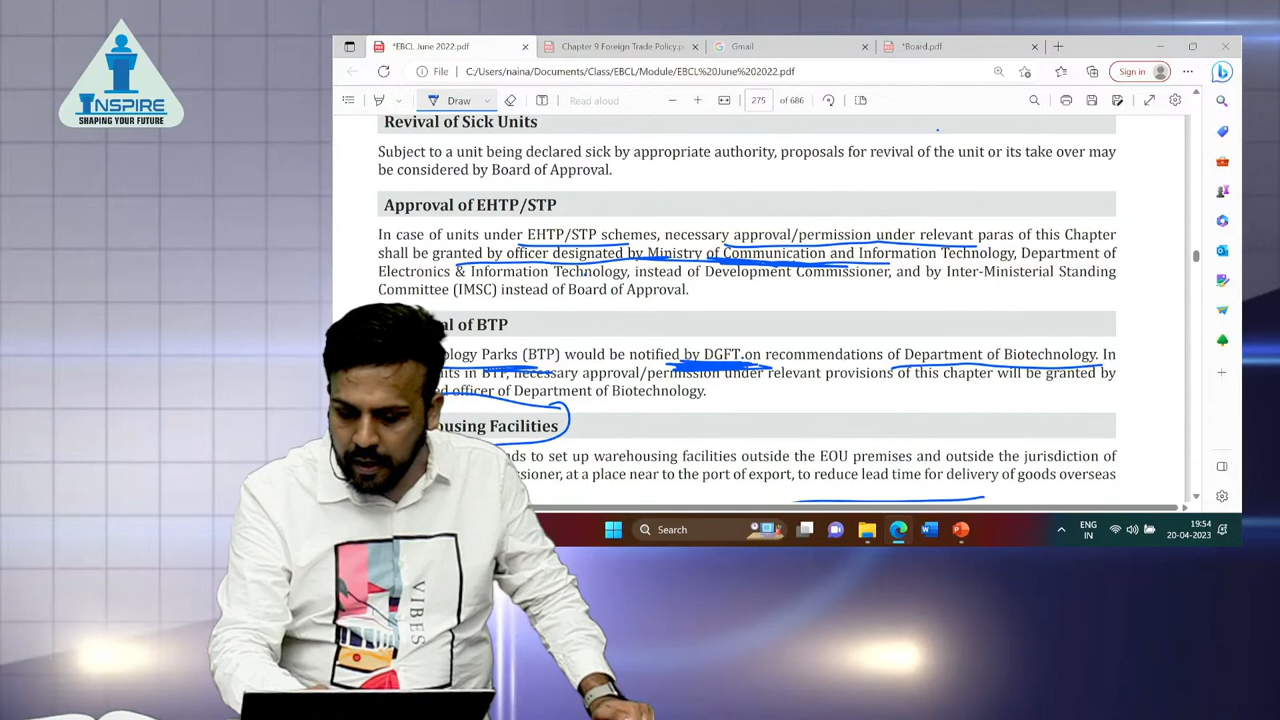 INSPIRE
SHAPING YOUR FUTURE
*EBCL June 2022.pdf
Chapter 9 Foreign Trade Policy.p
Gmail
*Board.pdf
File
C:/Users/naina/Documents/Class/EBCL/Module/EBCL%20June%202022.pdf
Sign in
Draw
Read aloud
275
of 686
Revival of Sick Units
Subject to a unit being declared sick by appropriate authority, proposals for revival of the unit or its take over may
be considered by Board of Approval.
Approval of EHTP/STP
In case of units under EHTP/STP schemes, necessary approval/permission under relevant paras of this Chapter
shall be granted by officer designated by Ministry of Communication and Information Technology, Department of
Electronics & Information Technology, instead of Development Commissioner, and by Inter-Ministerial Standing
Committee (IMSC) instead of Board of Approval.
al of BTP
ology Parks (BTP) would be notified by DGFT on recommendations of Department of Biotechnology. In
nts in BTP, necessary approval/permission under relevant provisions of this chapter will be granted by
ed officer of Department of Biotechnology.
ousing Facilities
nds to set up warehousing facilities outside the EOU premises and outside the jurisdiction of
ssioner, at a place near to the port of export, to reduce lead time for delivery of goods overseas
VIBES
Search
ENG
IN
19:54
20-04-2023